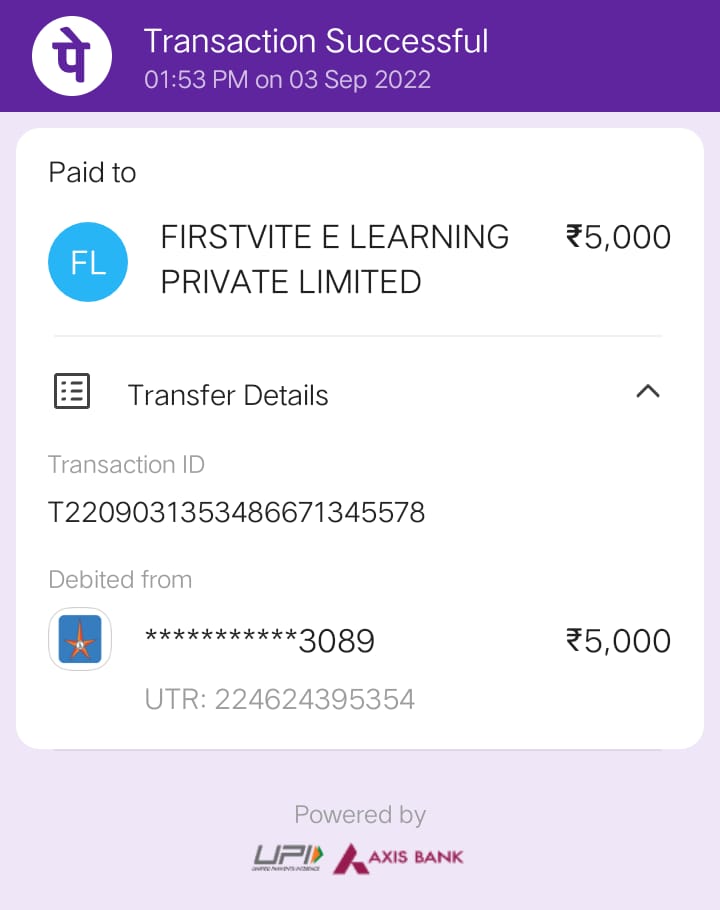 पे
Transaction Successful
01:53 PM on 03 Sep 2022
Paid to
FL
FIRSTVITE E LEARNING ₹5,000
PRIVATE LIMITED
Transfer Details
Transaction ID
T2209031353486671345578
Debited from
***********3089 ₹5,000
UTR: 224624395354
Powered by
UPI AXIS BANK
UNIFIED PAYMENTS INTERFACE